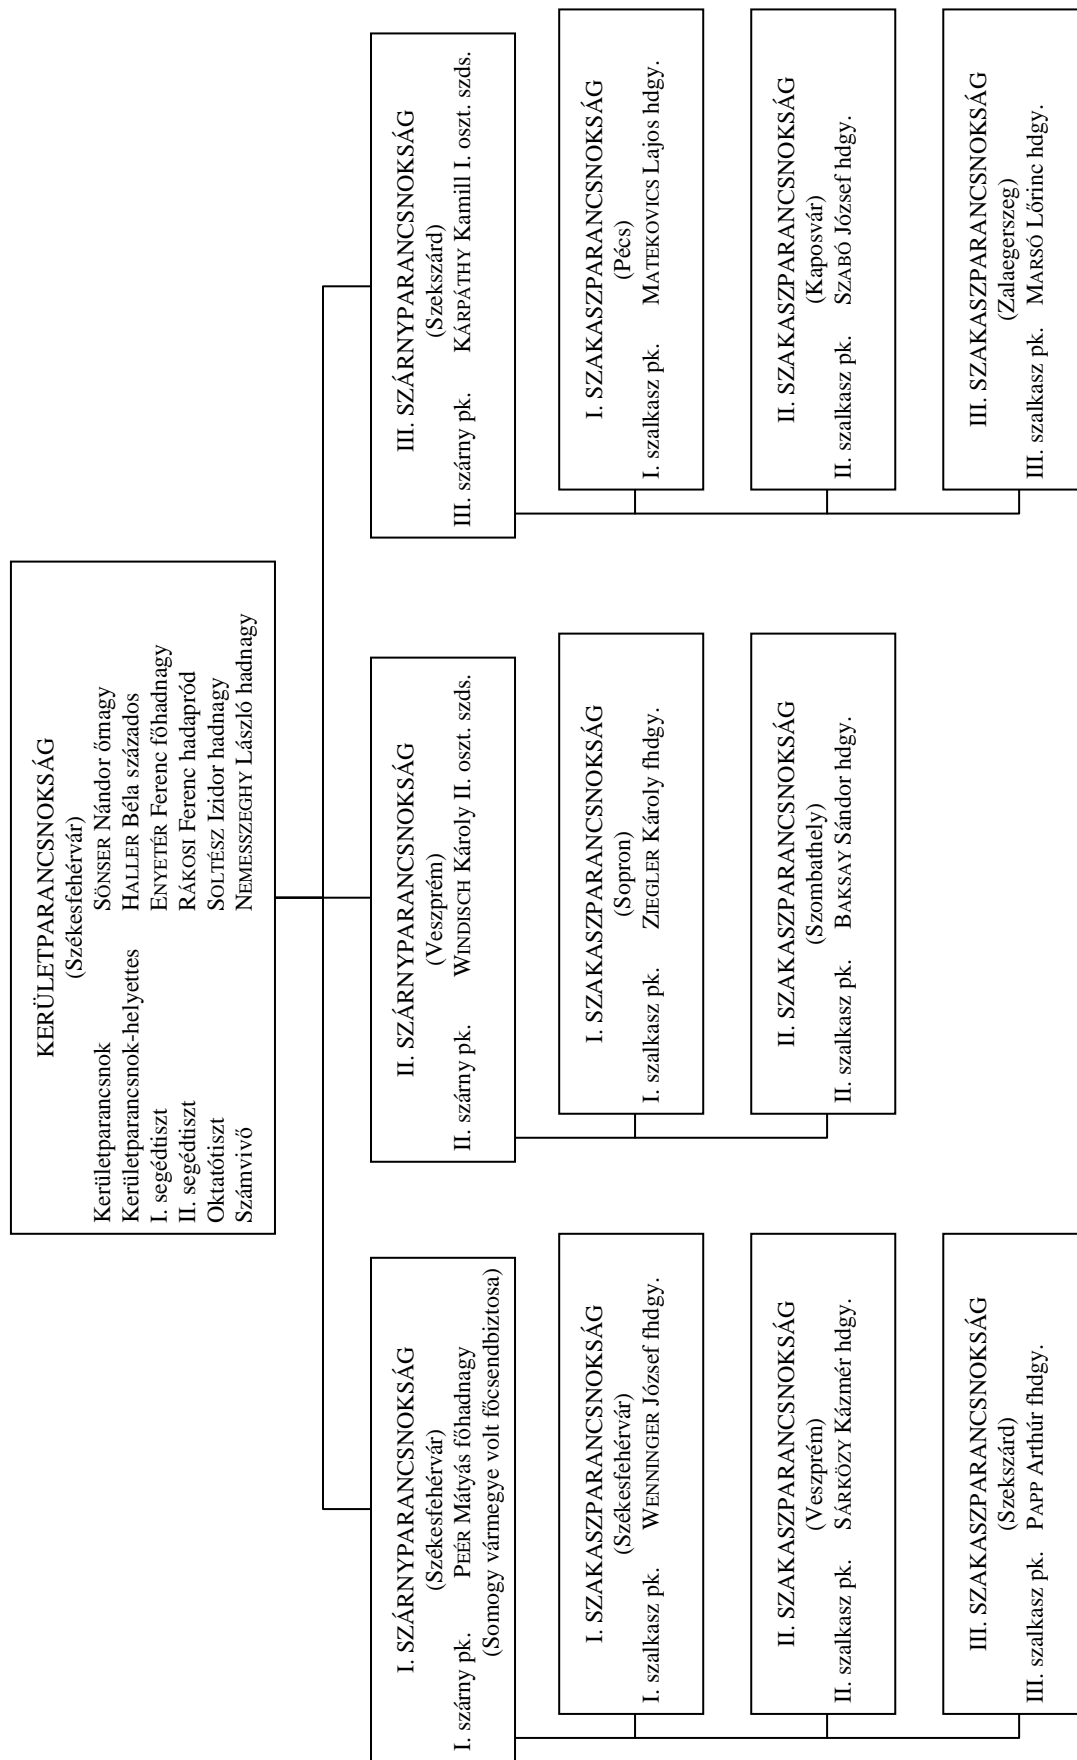 KERÜLETPARANCSNOKSÁG
(Székesfehérvár)
Kerületparancsnok SÖNSER Nándor őrnagy
Kerületparancsnok-helyettes HALLER Béla százados
I. segédtiszt ENYETÉR Ferenc főhadnagy
II. segédtiszt RÁKOSI Ferenc hadapród
Oktatótiszt SOLTÉSZ Izidor hadnagy
Számvivő NEMESSZEGHY László hadnagy
I. SZÁRNYPARANCSNOKSÁG
(Székesfehérvár)
I. szárny pk. PEÉR Mátyás főhadnagy
(Somogy vármegye volt főcsendbiztosa)
I. SZAKASZPARANCSNOKSÁG
(Székesfehérvár)
I. szalkasz pk. WENNINGER József fhdgy.
II. SZAKASZPARANCSNOKSÁG
(Veszprém)
II. szalkasz pk. SÁRKÖZY Kázmér hdgy.
III. SZAKASZPARANCSNOKSÁG
(Szekszárd)
III. szalkasz pk. PAPP Arthúr fhdgy.
II. SZÁRNYPARANCSNOKSÁG
(Veszprém)
II. szárny pk. WINDISCH Károly II. oszt. szds.
I. SZAKASZPARANCSNOKSÁG
(Sopron)
I. szalkasz pk. ZIEGLER Károly fhdgy.
II. SZAKASZPARANCSNOKSÁG
(Szombathely)
II. szalkasz pk. BAKSAY Sándor hdgy.
III. SZÁRNYPARANCSNOKSÁG
(Szekszárd)
III. szárny pk. KÁRPÁTHY Kamill I. oszt. szds.
I. SZAKASZPARANCSNOKSÁG
(Pécs)
I. szalkasz pk. MATEKOVICS Lajos hdgy.
II. SZAKASZPARANCSNOKSÁG
(Kaposvár)
II. szalkasz pk. SZABÓ József hdgy.
III. SZAKASZPARANCSNOKSÁG
(Zalaegerszeg)
III. szalkasz pk. MARSÓ Lőrinc hdgy.